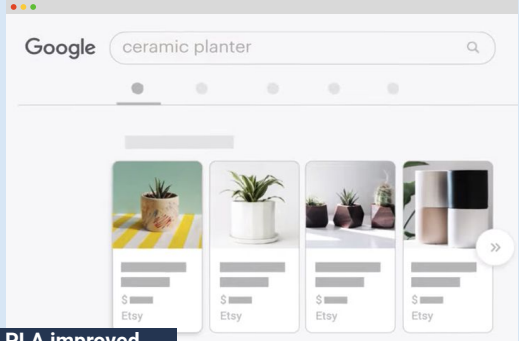 Google ceramic planter
$ $ $ $
Etsy Etsy Etsy Etsy
PLA improved